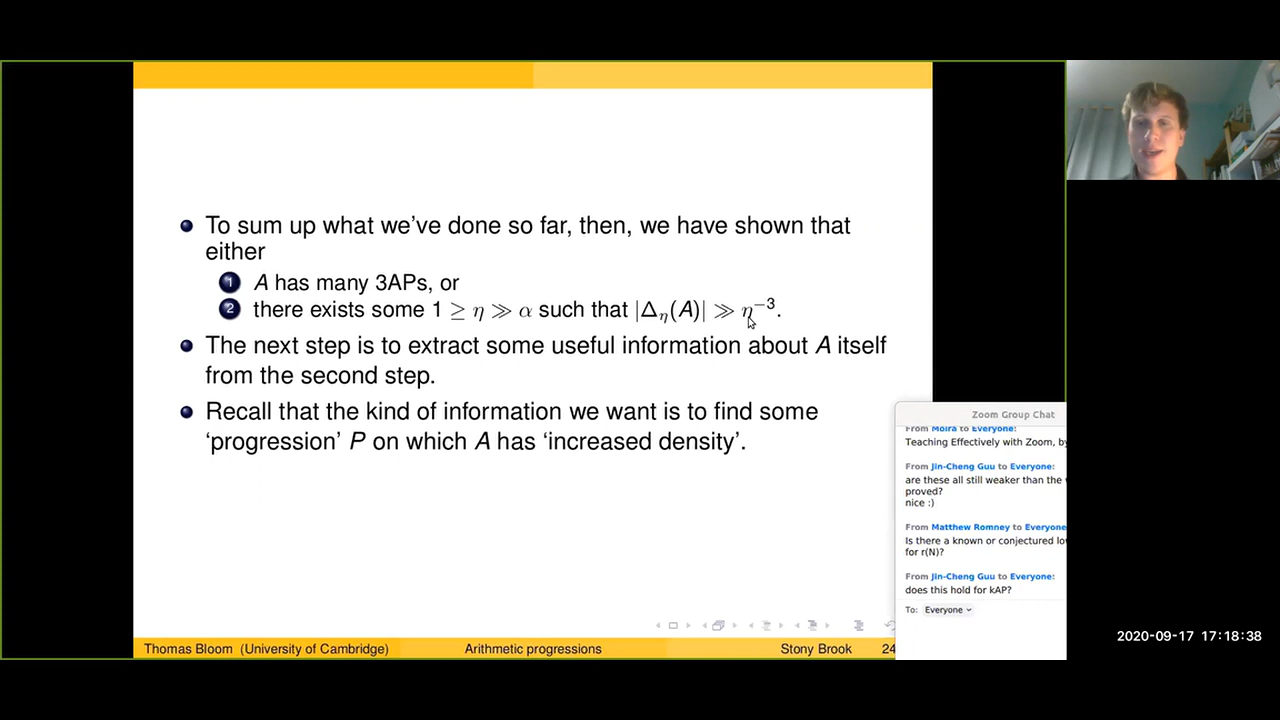 To sum up what we've done so far, then, we have shown that
either
1 A has many 3APs, or
2 there exists some 1 ≥ η ≫ α such that |Δ_η(A)| ≫ η⁻³.
The next step is to extract some useful information about A itself
from the second step.
Recall that the kind of information we want is to find some
'progression' P on which A has 'increased density'.
Thomas Bloom (University of Cambridge) Arithmetic progressions Stony Brook 24
Zoom Group Chat
From Moira to Everyone:
Teaching Effectively with Zoom, by
From Jin-Cheng Guu to Everyone:
are these all still weaker than the
proved?
nice :)
From Matthew Romney to Everyone
Is there a known or conjectured
for r(N)?
From Jin-Cheng Guu to Everyone:
does this hold for kAP?
To: Everyone
2020-09-17 17:18:38